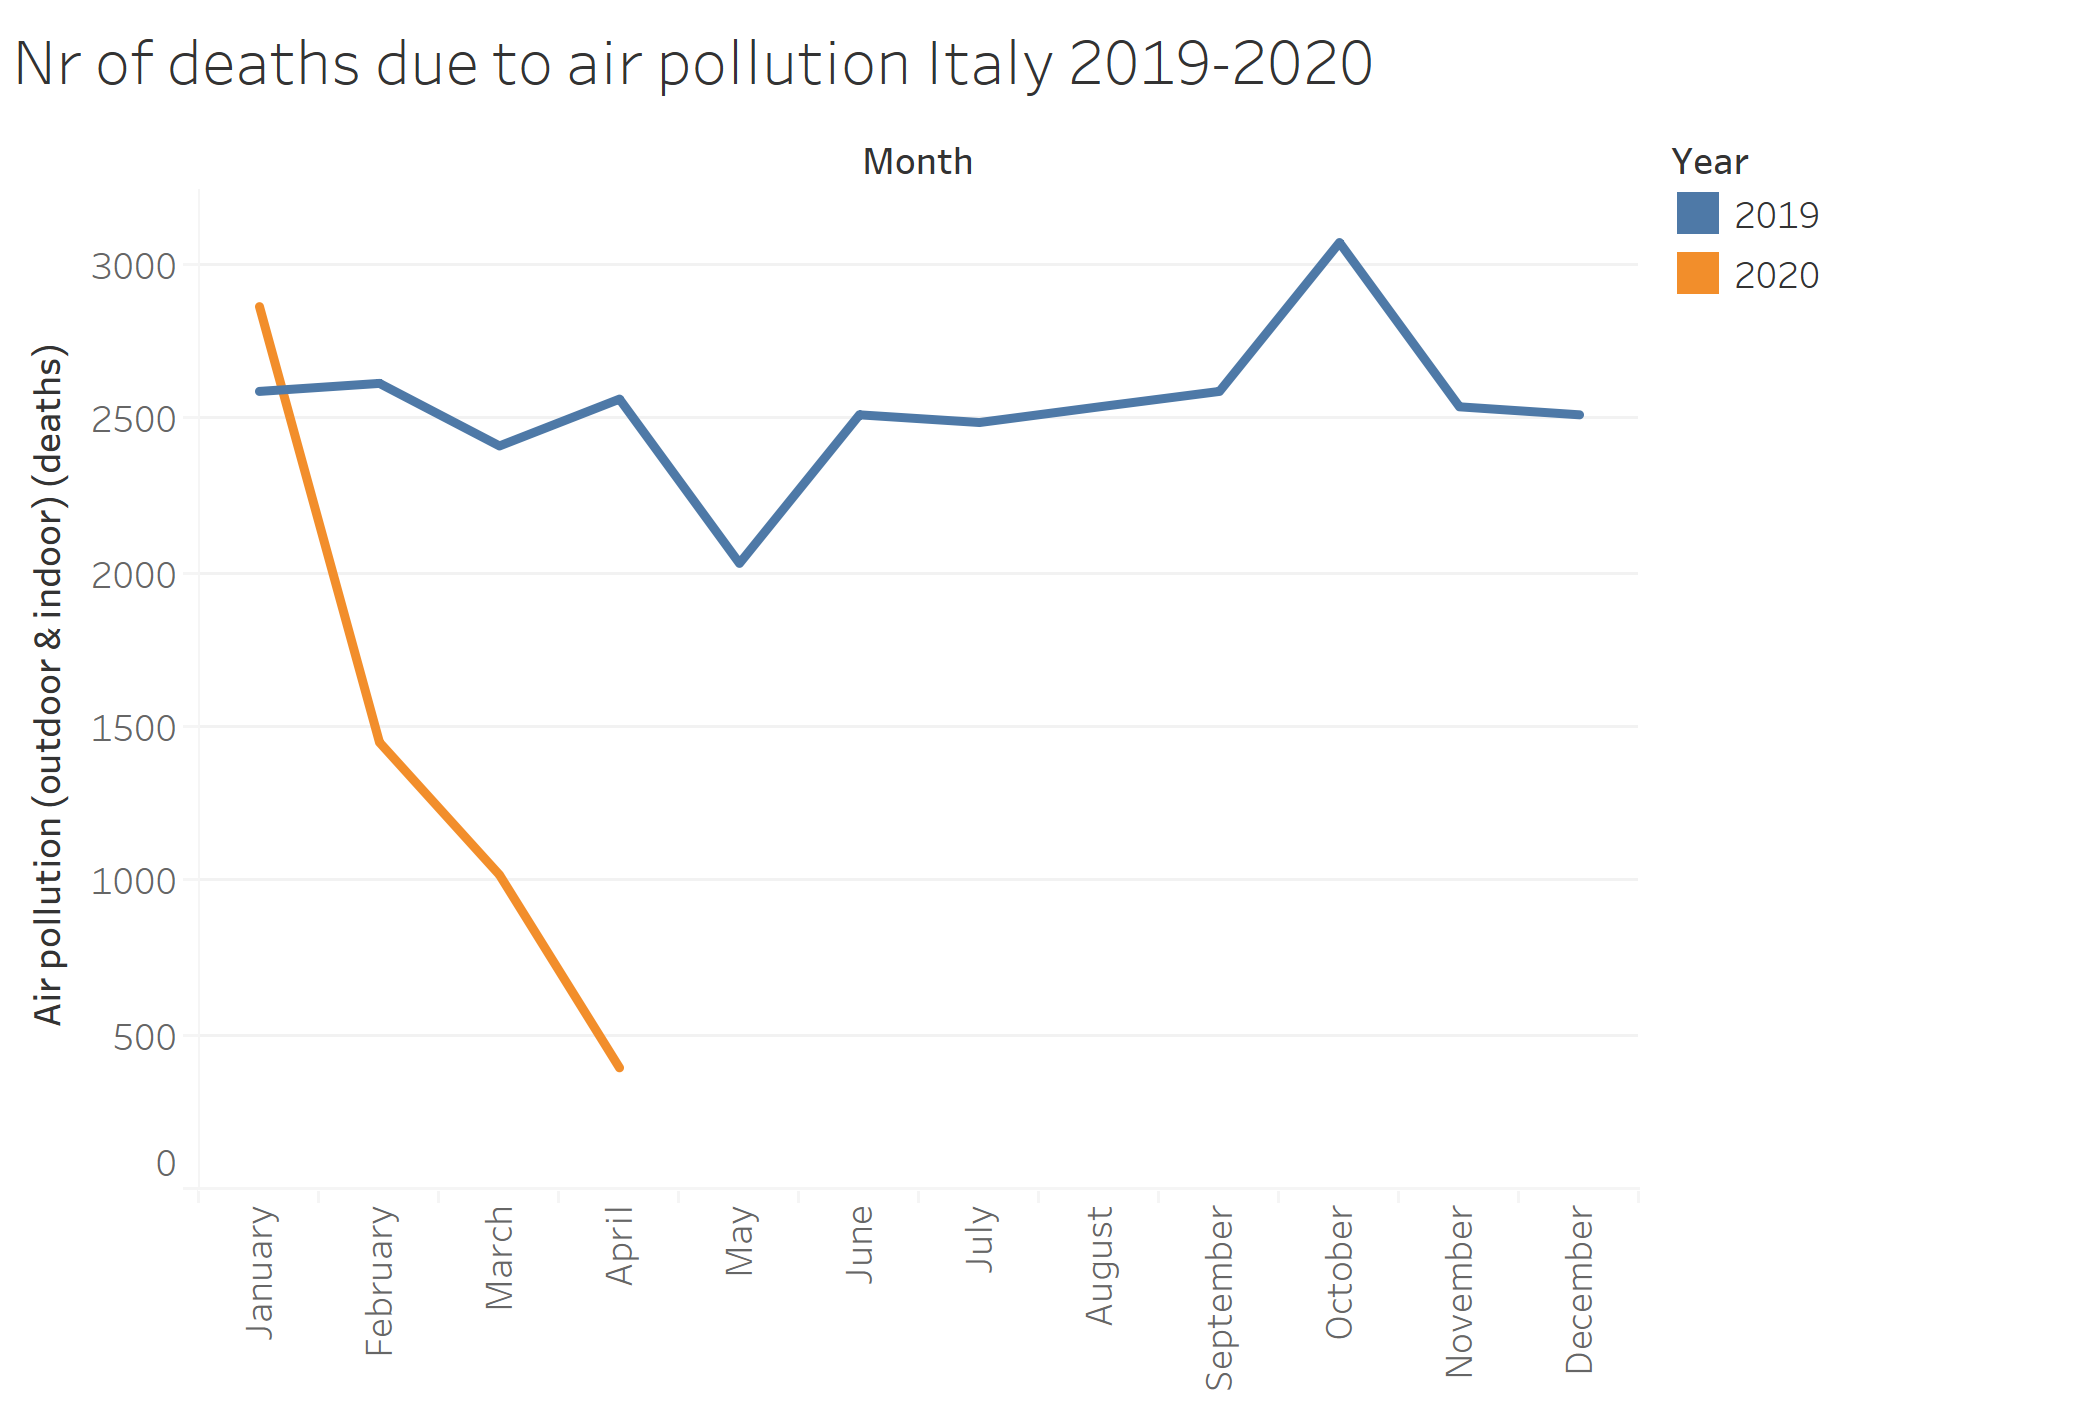 Nr of deaths due to air pollution Italy 2019-2020
Month
Year
2019
2020
Air pollution (outdoor & indoor) (deaths)
3000
2500
2000
1500
1000
500
0
January
February
March
April
May
June
July
August
September
October
November
December